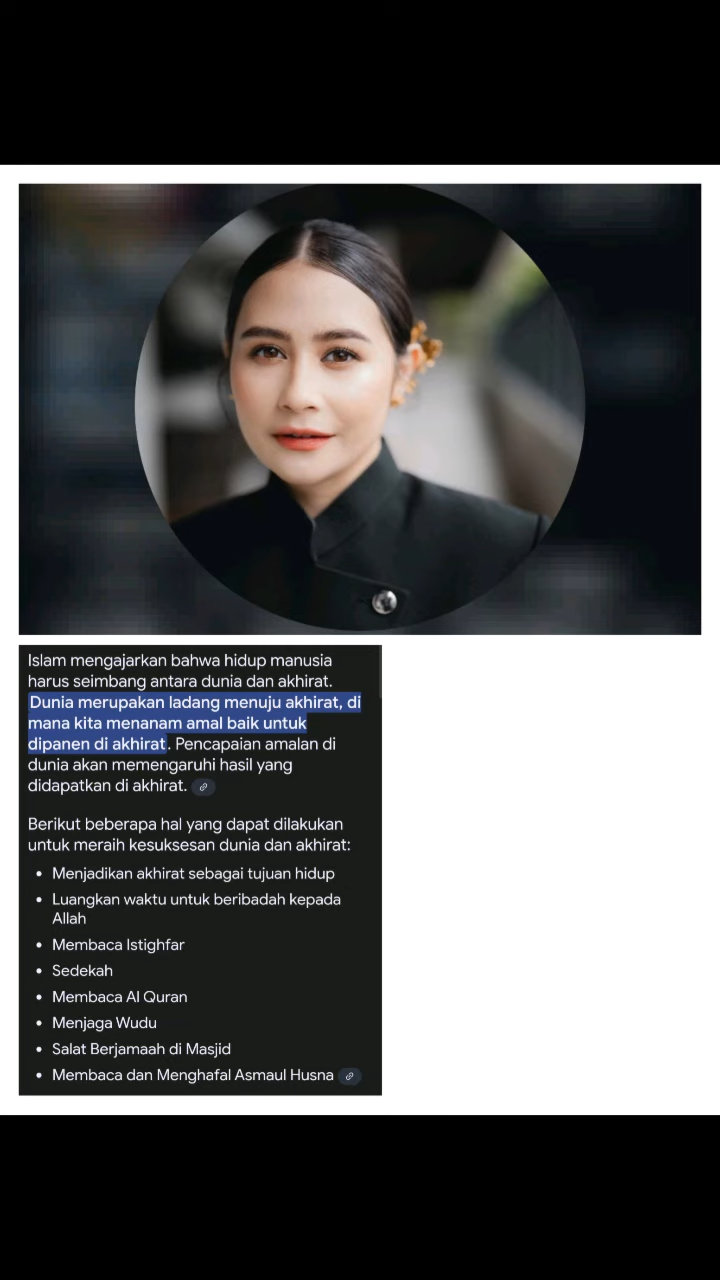 Islam mengajarkan bahwa hidup manusia
harus seimbang antara dunia dan akhirat.
Dunia merupakan ladang menuju akhirat, di
mana kita menanam amal baik untuk
dipanen di akhirat. Pencapaian amalan di
dunia akan memengaruhi hasil yang
didapatkan di akhirat.
Berikut beberapa hal yang dapat dilakukan
untuk meraih kesuksesan dunia dan akhirat:
• Menjadikan akhirat sebagai tujuan hidup
• Luangkan waktu untuk beribadah kepada
Allah
• Membaca Istighfar
• Sedekah
• Membaca Al Quran
• Menjaga Wudu
• Salat Berjamaah di Masjid
• Membaca dan Menghafal Asmaul Husna